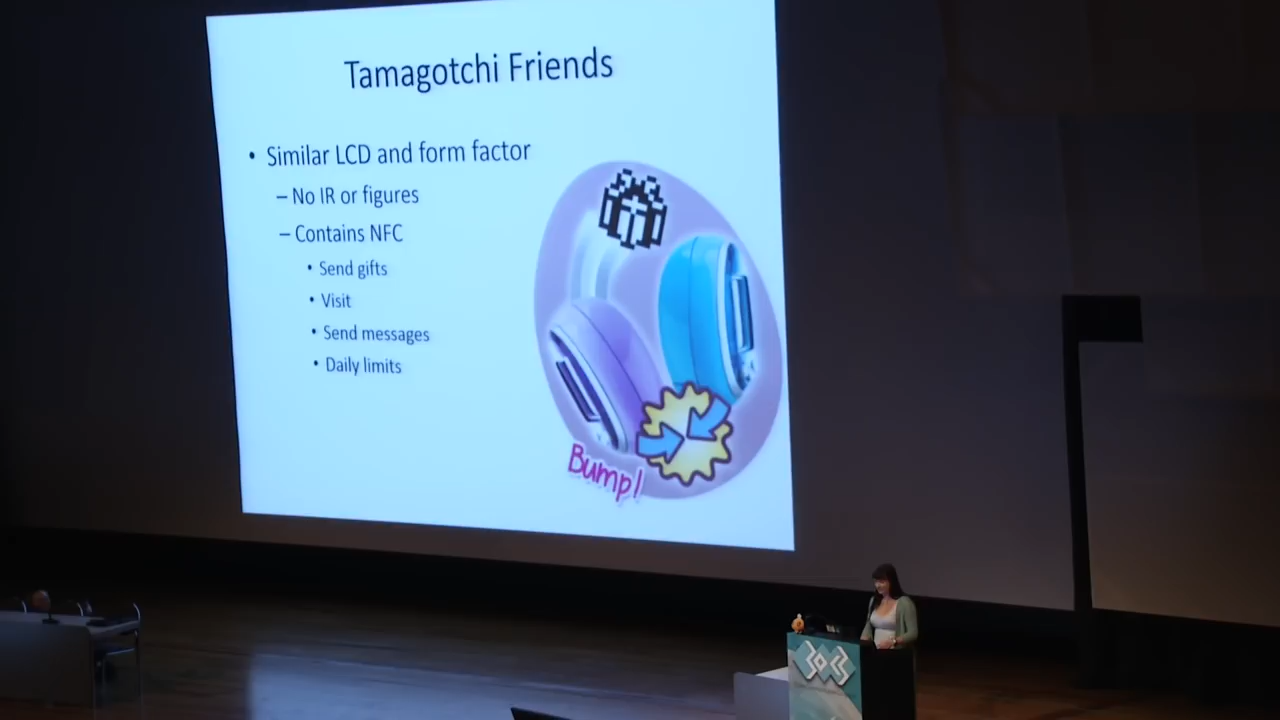 Tamagotchi Friends
• Similar LCD and form factor
– No IR or figures
– Contains NFC
• Send gifts
• Visit
• Send messages
• Daily limits
Bump!
30C3